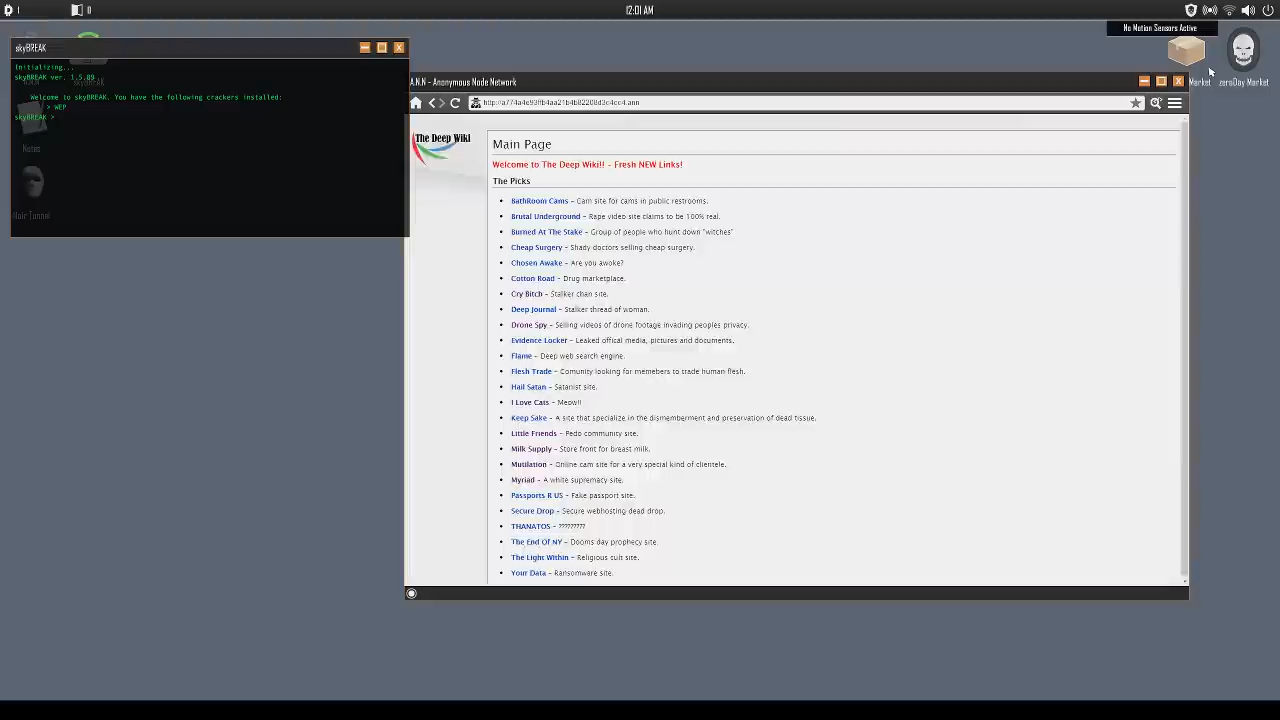 1
0
12:01 AM
No Motion Sensors Active
skyBREAK
Initializing...
skyBREAK ver. 1.5.89
Welcome to skyBREAK. You have the following crackers installed:
> WEP
skyBREAK >
Notes
Noir Tunnel
Market
zeroDay Market
A.N.N - Anonymous Node Network
The Deep Wiki
Main Page
Welcome to The Deep Wiki!! - Fresh NEW Links!
The Picks
BathRoom Cams - Cam site for cams in public restrooms.
Brutal Underground - Rape video site claims to be 100% real.
Burned At The Stake - Group of people who hunt down "witches"
Cheap Surgery - Shady doctors selling cheap surgery.
Chosen Awake - Are you awoke?
Cotton Road - Drug marketplace.
Cry Bitch - Stalker chan site.
Deep Journal - Stalker thread of woman.
Drone Spy - Selling videos of drone footage invading peoples privacy.
Evidence Locker - Leaked offical media, pictures and documents.
Flame - Deep web search engine.
Flesh Trade - Comunity looking for memebers to trade human flesh.
Hail Satan - Satanist site.
I Love Cats - Meow!!
Keep Sake - A site that specialize in the dismemberment and preservation of dead tissue.
Little Friends - Pedo community site.
Milk Supply - Store front for breast milk.
Mutilation - Online cam site for a very special kind of clientele.
Myriad - A white supremacy site.
Passports R US - Fake passport site.
Secure Drop - Secure webhosting dead drop.
THANATOS - ?????????
The End Of NY - Dooms day prophecy site.
The Light Within - Religious cult site.
Your Data - Ransomware site.